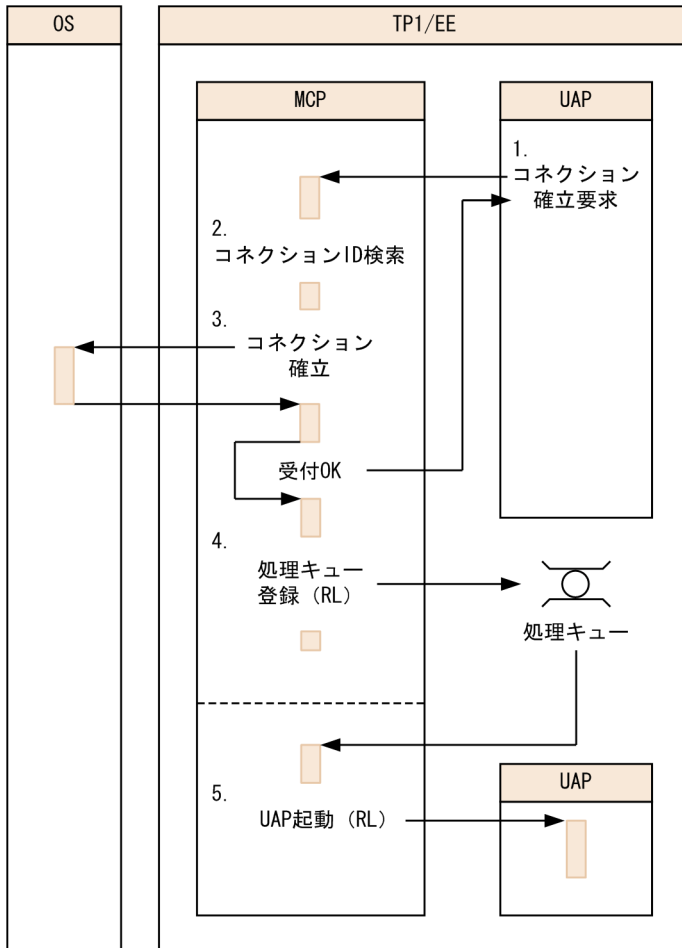 OS
TP1/EE
MCP
UAP
1.
コネクション
確立要求
2.
コネクションID検索
3.
コネクション
確立
受付OK
4.
処理キュー
登録（RL）
処理キュー
UAP
5.
UAP起動（RL）